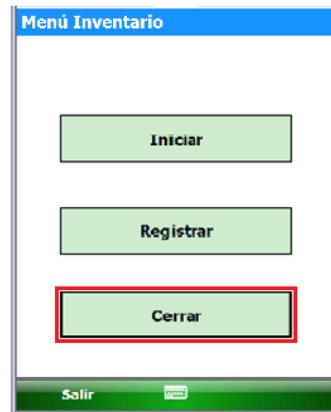 Menú Inventario
Iniciar
Registrar
Cerrar
Salir